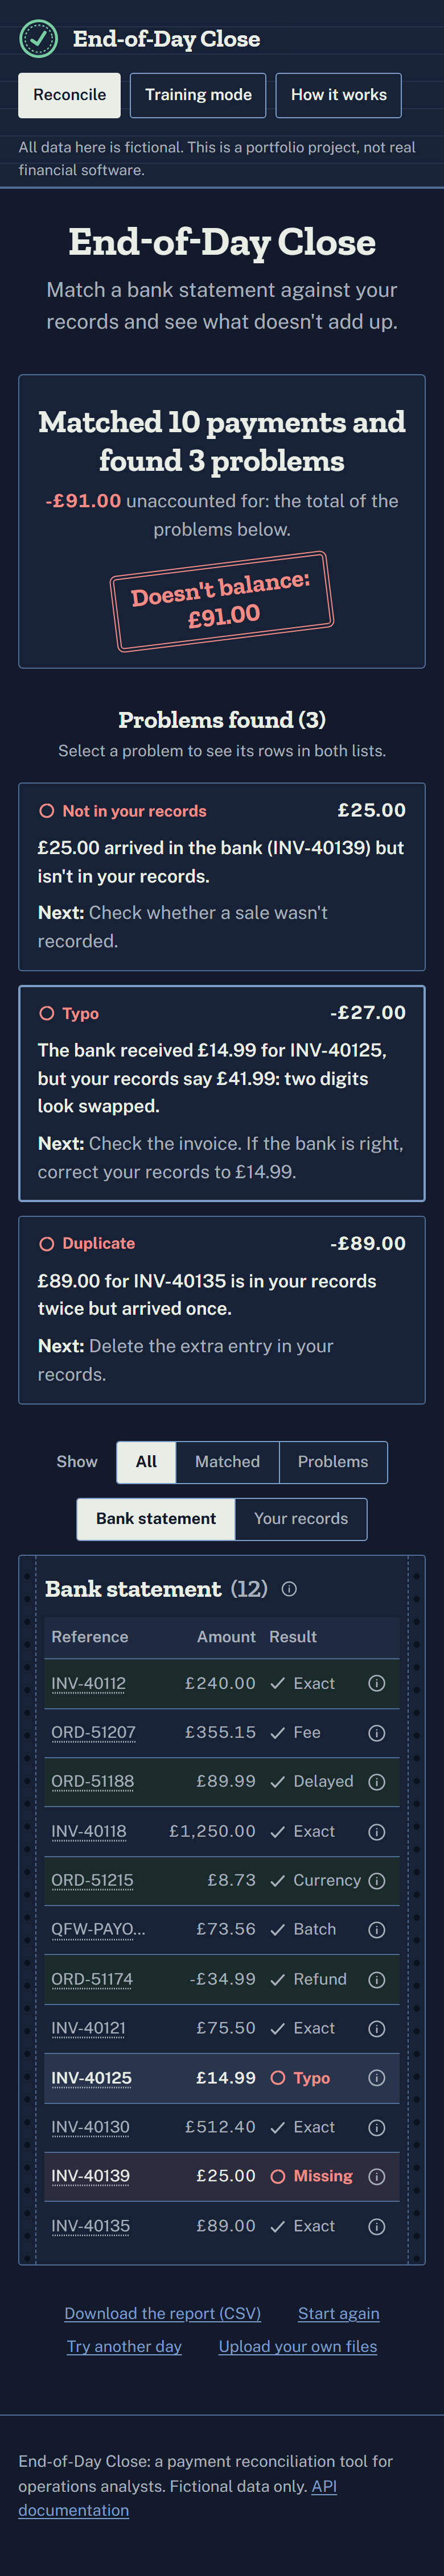 End-of-Day Close
Reconcile
Training mode
How it works
All data here is fictional. This is a portfolio project, not real
financial software.
End-of-Day Close
Match a bank statement against your
records and see what doesn't add up.
Matched 10 payments and
found 3 problems
-£91.00 unaccounted for: the total of the
problems below.
Doesn't balance:
£91.00
Problems found (3)
Select a problem to see its rows in both lists.
Not in your records £25.00
£25.00 arrived in the bank (INV-40139) but
isn't in your records.
Next: Check whether a sale wasn't
recorded.
Typo -£27.00
The bank received £14.99 for INV-40125,
but your records say £41.99: two digits
look swapped.
Next: Check the invoice. If the bank is right,
correct your records to £14.99.
Duplicate -£89.00
£89.00 for INV-40135 is in your records
twice but arrived once.
Next: Delete the extra entry in your
records.
Show All Matched Problems
Bank statement Your records
Bank statement (12)
Reference Amount Result
INV-40112 £240.00 Exact
ORD-51207 £355.15 Fee
ORD-51188 £89.99 Delayed
INV-40118 £1,250.00 Exact
ORD-51215 £8.73 Currency
QFW-PAYO... £73.56 Batch
ORD-51174 -£34.99 Refund
INV-40121 £75.50 Exact
INV-40125 £14.99 Typo
INV-40130 £512.40 Exact
INV-40139 £25.00 Missing
INV-40135 £89.00 Exact
Download the report (CSV) Start again
Try another day Upload your own files
End-of-Day Close: a payment reconciliation tool for
operations analysts. Fictional data only. API
documentation